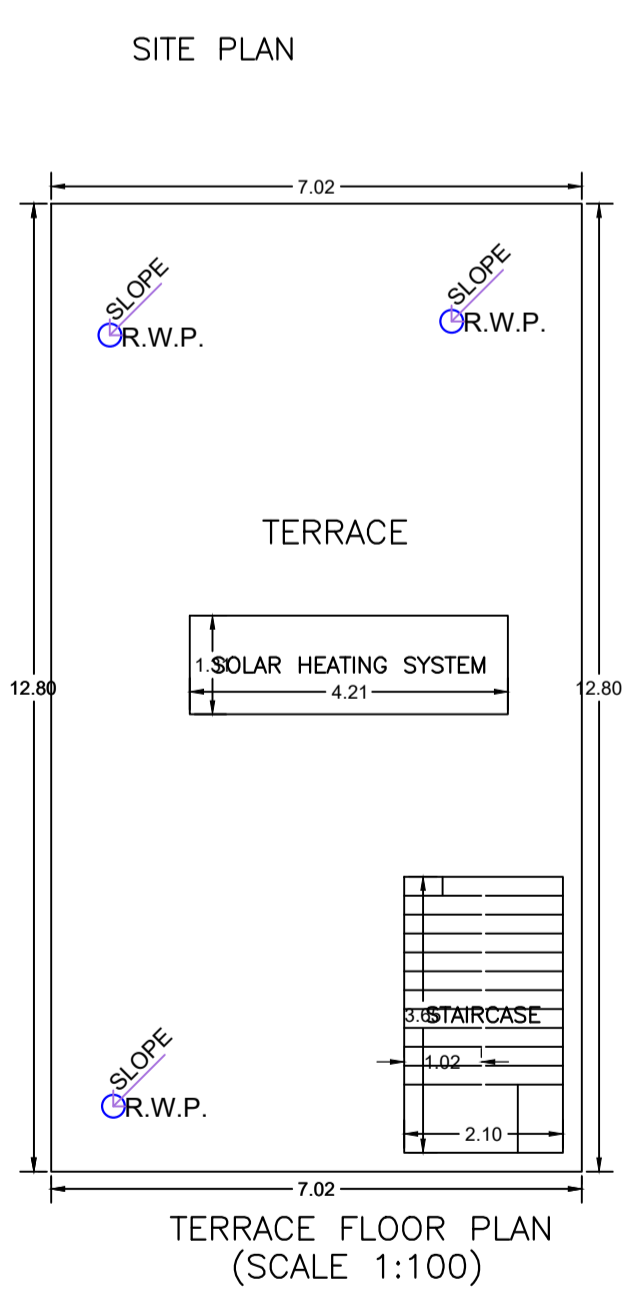 SITE PLAN
7.02
SLOPE
R.W.P.
SLOPE
R.W.P.
TERRACE
SOLAR HEATING SYSTEM
4.21
12.80
12.80
STAIRCASE
1.02
SLOPE
R.W.P.
2.10
7.02
TERRACE FLOOR PLAN
(SCALE 1:100)